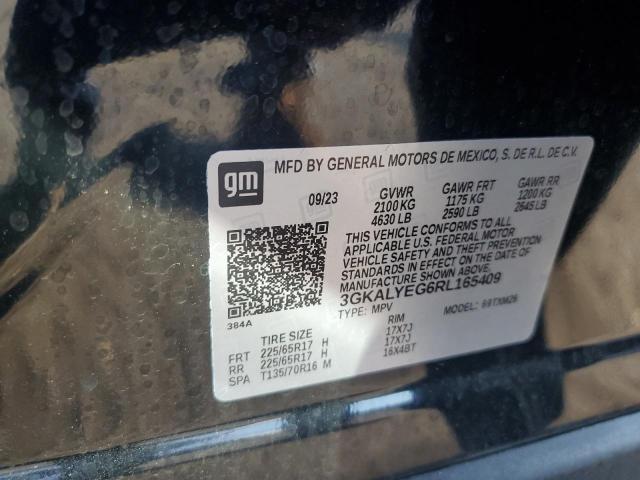 gm
MFD BY GENERAL MOTORS DE MEXICO, S. DE R.L. DE C.V.
09/23 GVWR GAWR FRT GAWR RR
2100 KG 1175 KG 1200 KG
4630 LB 2590 LB 2645 LB
THIS VEHICLE CONFORMS TO ALL
APPLICABLE U.S. FEDERAL MOTOR
VEHICLE SAFETY AND THEFT PREVENTION
STANDARDS IN EFFECT ON THE DATE OF
MANUFACTURE SHOWN ABOVE.
3GKALYEG6RL165409
TYPE: MPV MODEL: 69TXM26
384A
TIRE SIZE RIM
FRT 225/65R17 H 17X7J
RR 225/65R17 H 17X7J
SPA T135/70R16 M 16X4BT